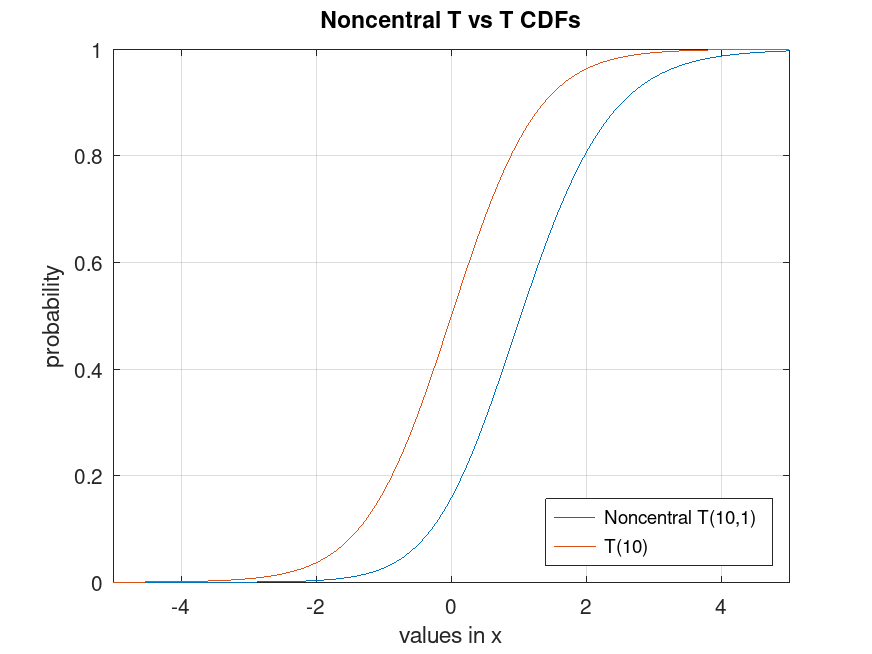 Noncentral T vs T CDFs
1
0.8
0.6
0.4
0.2
0
probability
Noncentral T(10,1)
T(10)
-4
-2
0
2
4
values in x